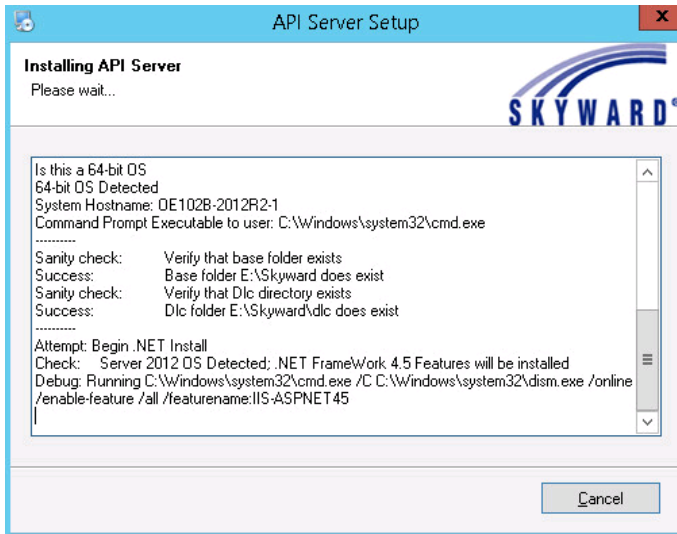 API Server Setup
x
Installing API Server
Please wait...
SKYWARD®
Is this a 64-bit OS
64-bit OS Detected
System Hostname: OE102B-2012R2-1
Command Prompt Executable to user: C:\Windows\system32\cmd.exe
----------
Sanity check: Verify that base folder exists
Success: Base folder E:\Skyward does exist
Sanity check: Verify that Dlc directory exists
Success: Dlc folder E:\Skyward\dlc does exist
----------
Attempt: Begin .NET Install
Check: Server 2012 OS Detected; .NET FrameWork 4.5 Features will be installed
Debug: Running C:\Windows\system32\cmd.exe /C C:\Windows\system32\dism.exe /online
/enable-feature /all /featurename:IIS-ASPNET45
Cancel